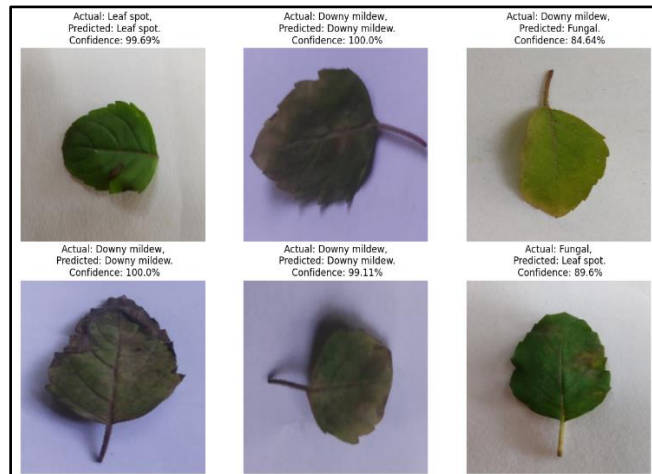 Actual: Leaf spot,
Predicted: Leaf spot.
Confidence: 99.69%
Actual: Downy mildew,
Predicted: Downy mildew.
Confidence: 100.0%
Actual: Downy mildew,
Predicted: Fungal.
Confidence: 84.64%
Actual: Downy mildew,
Predicted: Downy mildew.
Confidence: 100.0%
Actual: Downy mildew,
Predicted: Downy mildew.
Confidence: 99.11%
Actual: Fungal,
Predicted: Leaf spot.
Confidence: 89.6%